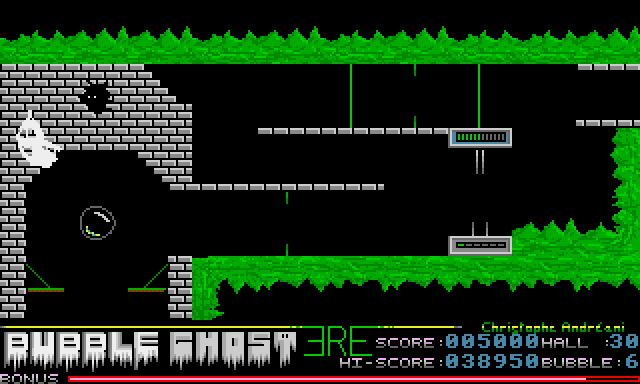 Christophe Andréani
BUBBLE GHOST ERE SCORE:005000 HALL :30
HI-SCORE:038950 BUBBLE:6
BONUS